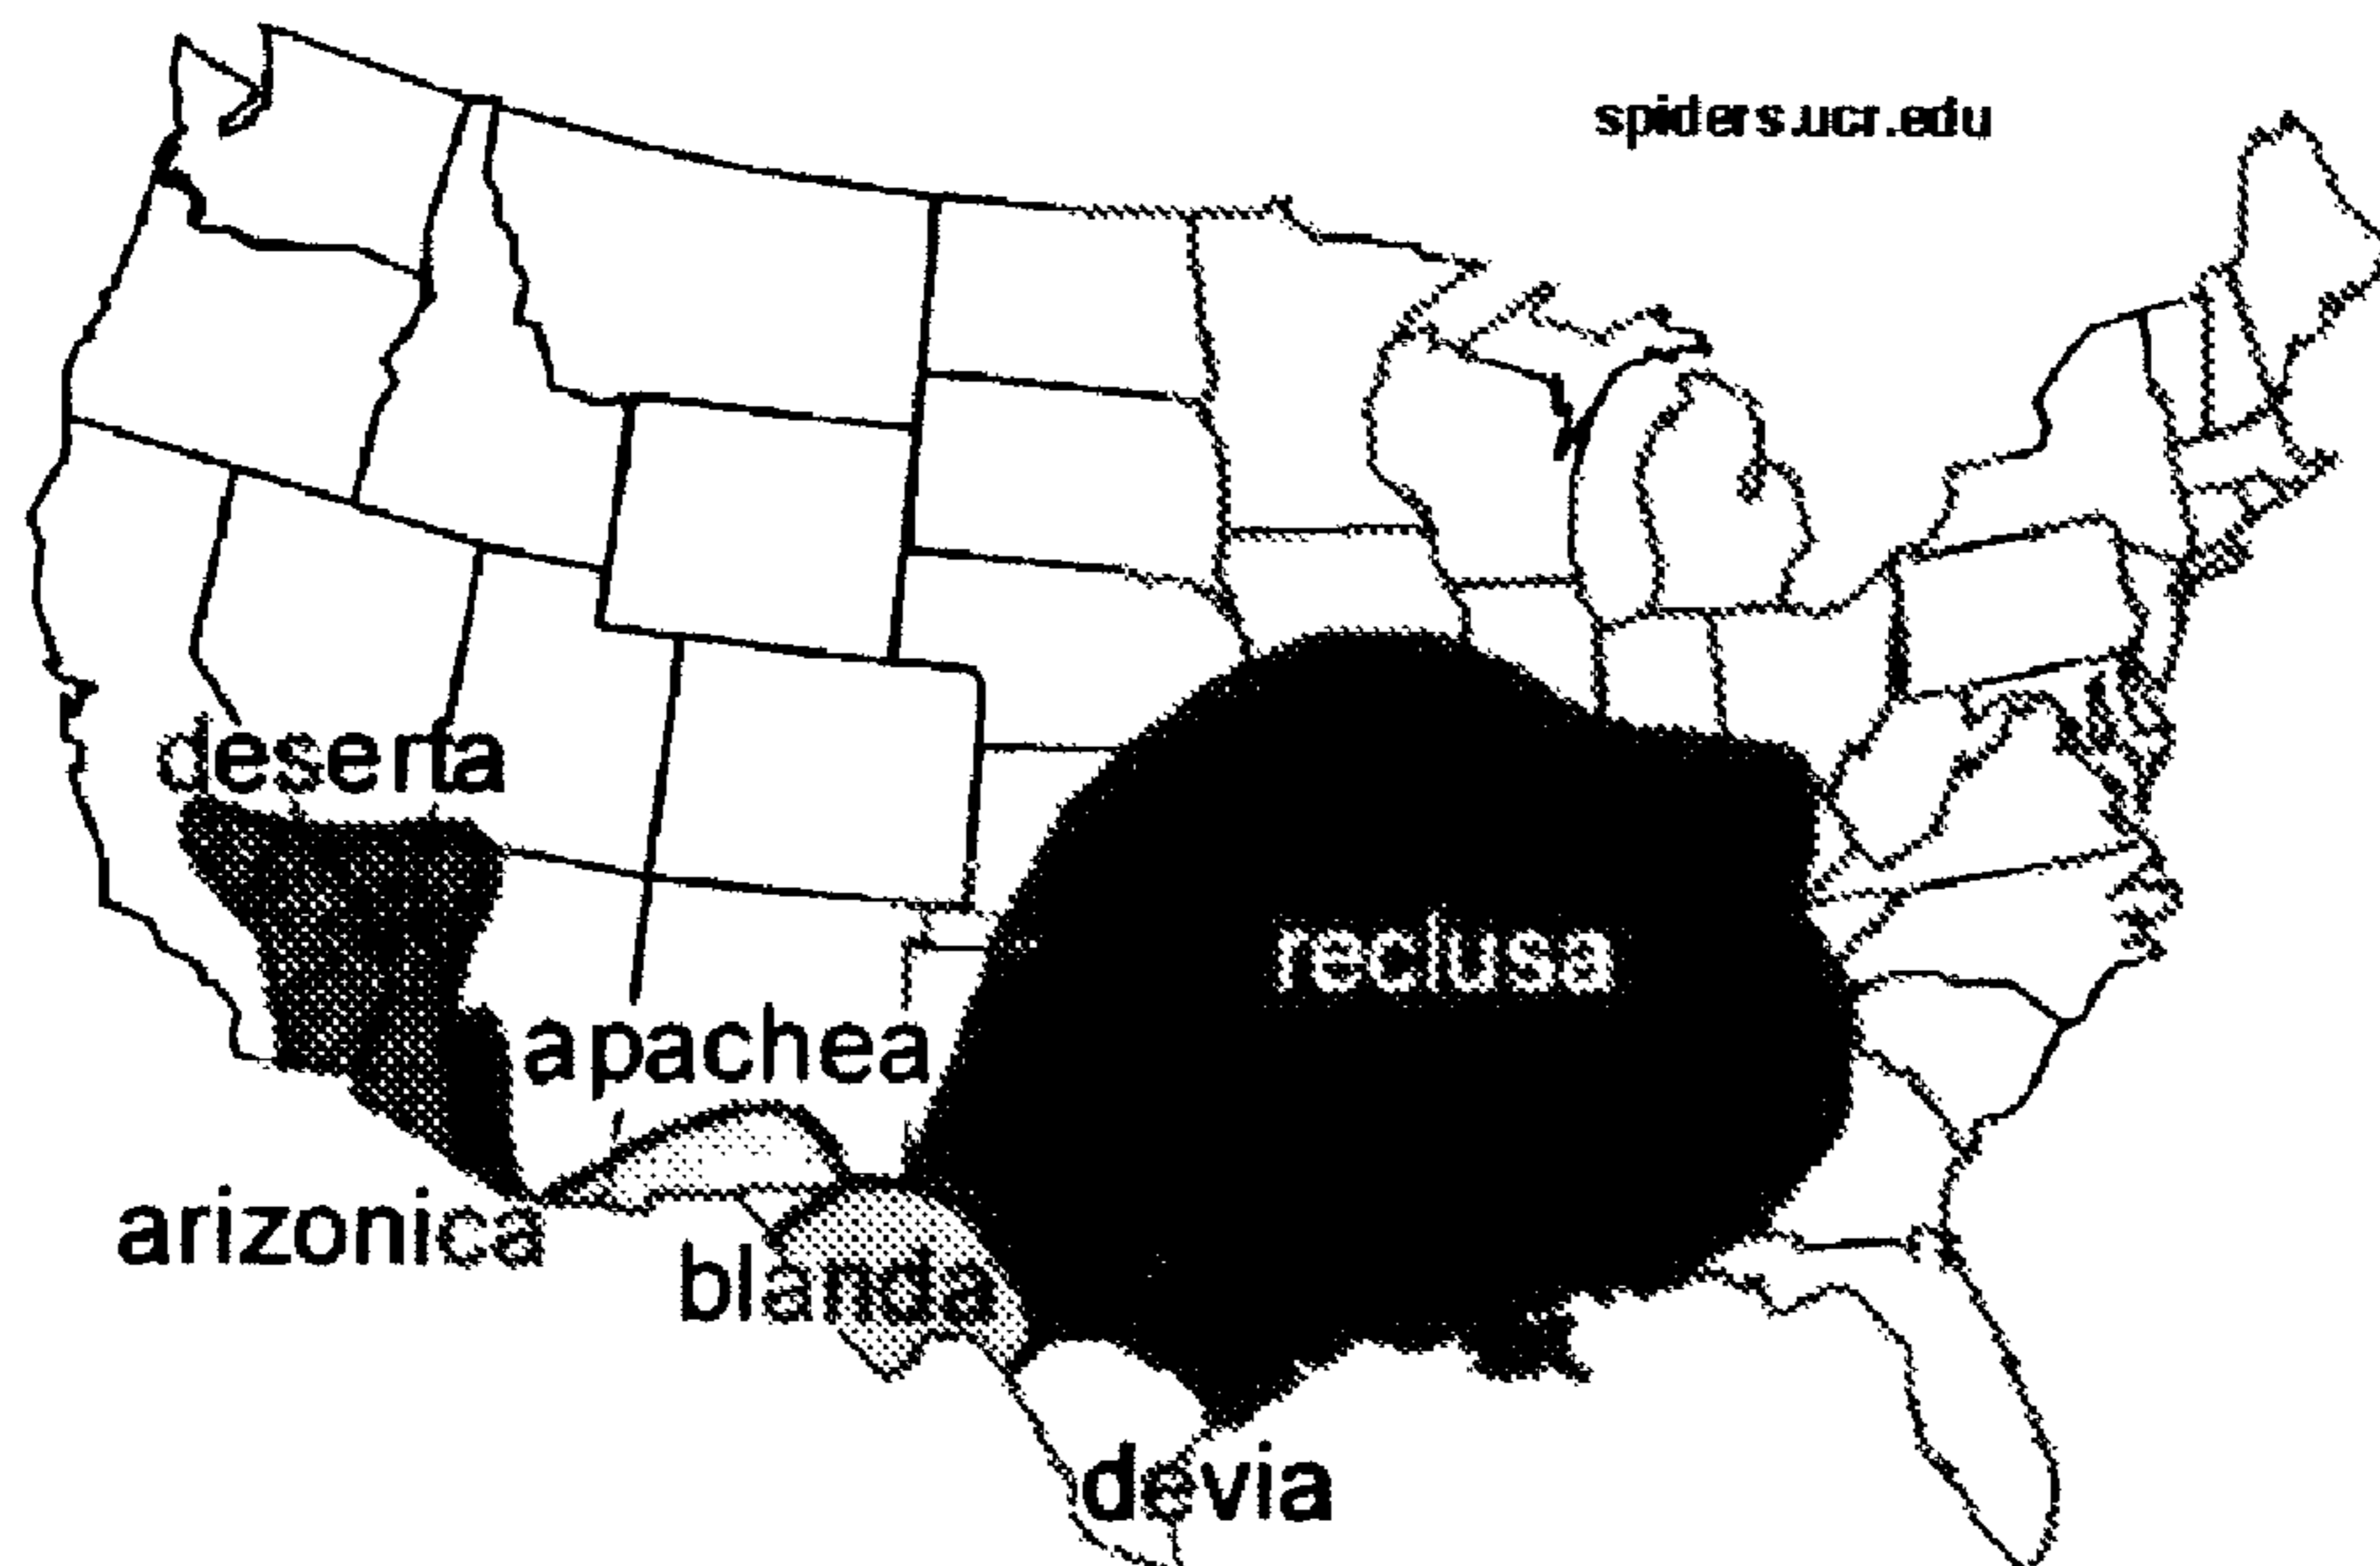 spiders.ucr.edu
deserta
reclusa
apachea
arizonica
blanda
devia